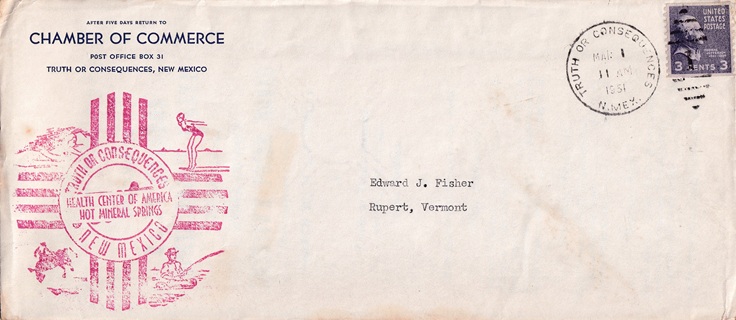 AFTER FIVE DAYS RETURN TO
CHAMBER OF COMMERCE
POST OFFICE BOX 31
TRUTH OR CONSEQUENCES, NEW MEXICO
TRUTH OR CONSEQUENCES
HEALTH CENTER OF AMERICA
HOT MINERAL SPRINGS
NEW MEXICO
TRUTH OR CONSEQUENCES
MAR 1
11 AM
1951
N. MEX.
UNITED
STATES
POSTAGE
3 CENTS 3
Edward J. Fisher
Rupert, Vermont